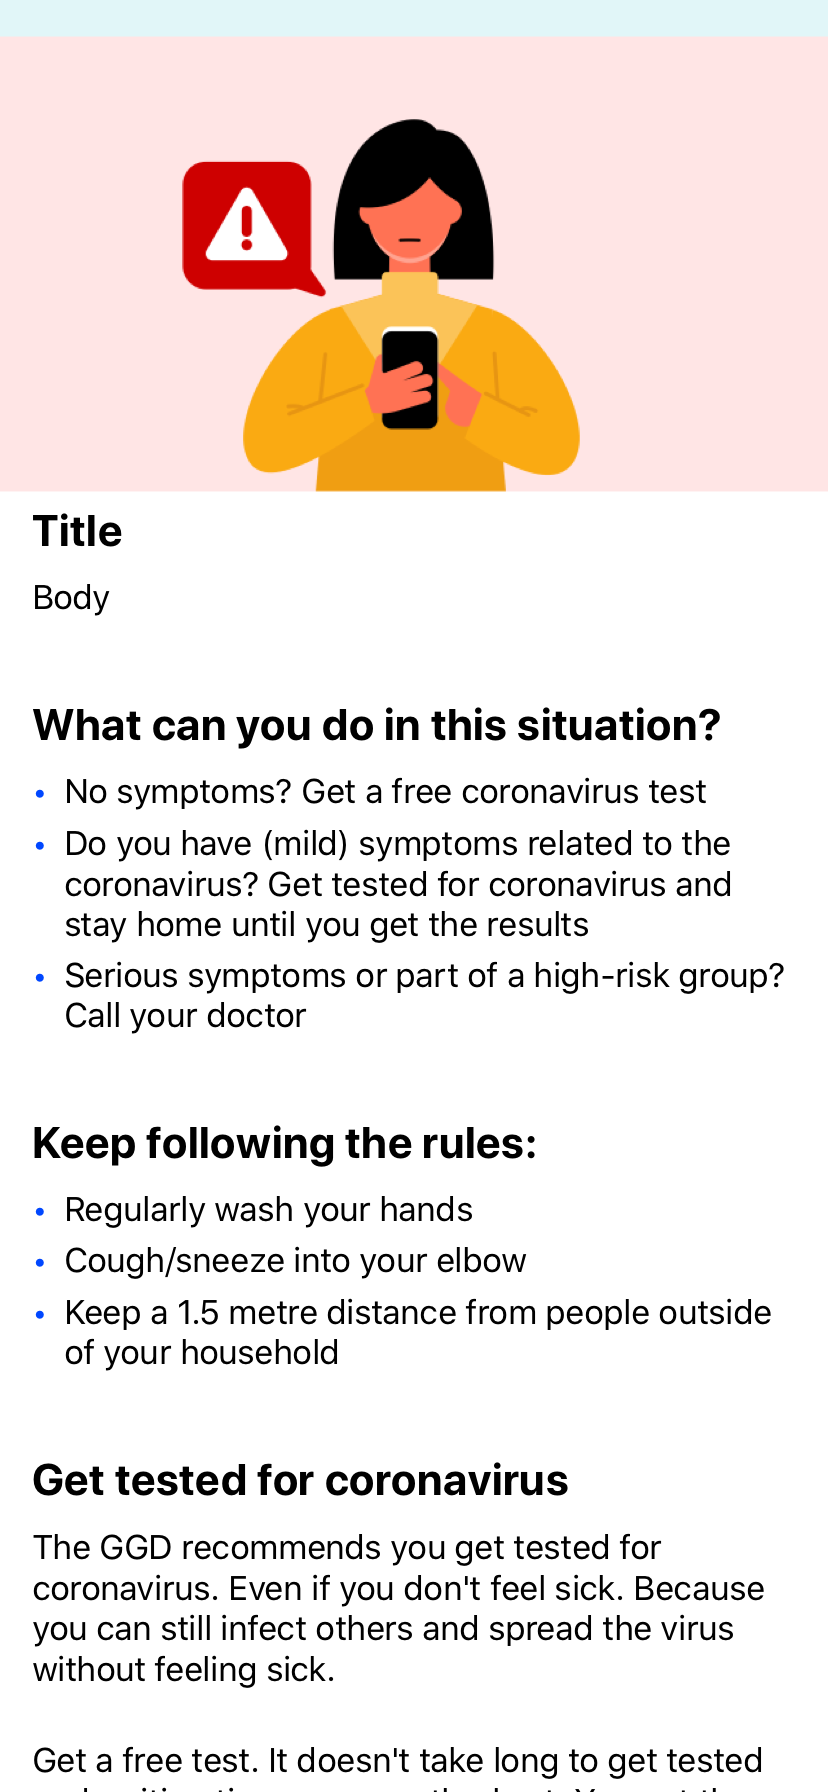 Title
Body
What can you do in this situation?
• No symptoms? Get a free coronavirus test
• Do you have (mild) symptoms related to the
coronavirus? Get tested for coronavirus and
stay home until you get the results
• Serious symptoms or part of a high-risk group?
Call your doctor
Keep following the rules:
• Regularly wash your hands
• Cough/sneeze into your elbow
• Keep a 1.5 metre distance from people outside
of your household
Get tested for coronavirus
The GGD recommends you get tested for
coronavirus. Even if you don't feel sick. Because
you can still infect others and spread the virus
without feeling sick.
Get a free test. It doesn't take long to get tested